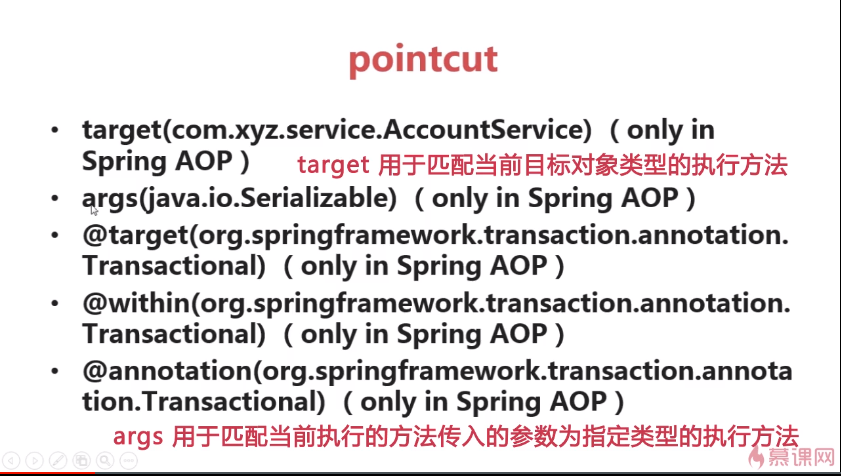 pointcut
• target(com.xyz.service.AccountService) （only in
Spring AOP）
target 用于匹配当前目标对象类型的执行方法
• args(java.io.Serializable) （only in Spring AOP）
• @target(org.springframework.transaction.annotation.
Transactional) （only in Spring AOP）
• @within(org.springframework.transaction.annotation.
Transactional) （only in Spring AOP）
• @annotation(org.springframework.transaction.annota
tion.Transactional) （only in Spring AOP）
args 用于匹配当前执行的方法传入的参数为指定类型的执行方法
慕课网